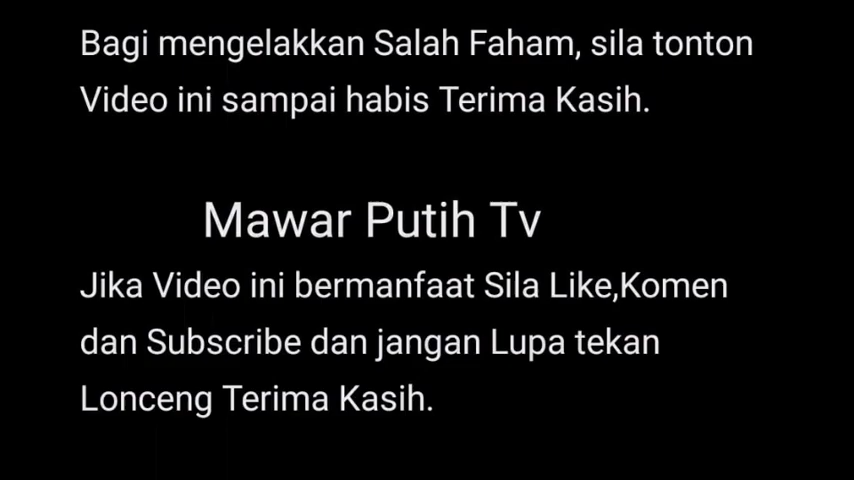 Bagi mengelakkan Salah Faham, sila tonton
Video ini sampai habis Terima Kasih.
Mawar Putih Tv
Jika Video ini bermanfaat Sila Like,Komen
dan Subscribe dan jangan Lupa tekan
Lonceng Terima Kasih.